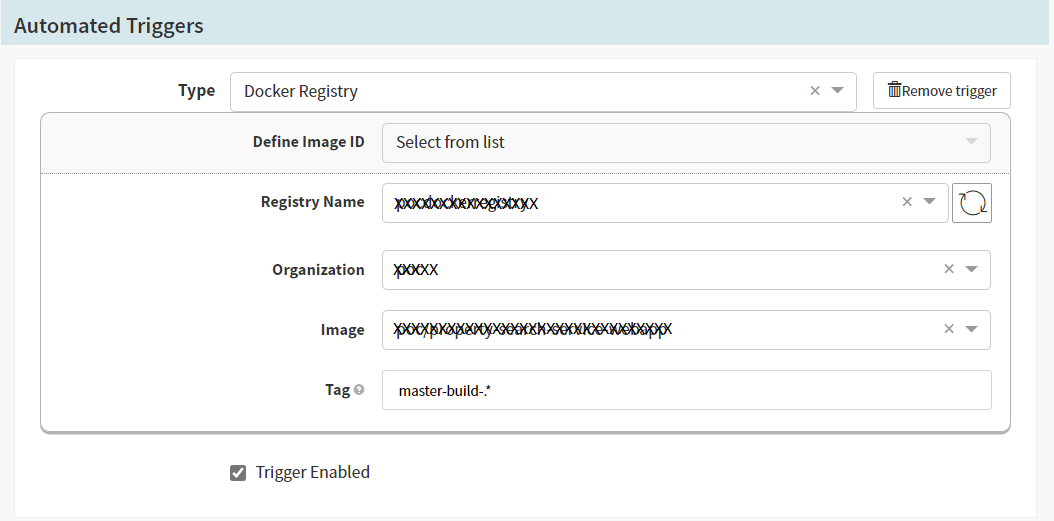 Automated Triggers
Type
Docker Registry
Remove trigger
Define Image ID
Select from list
Registry Name
Organization
Image
Tag
master-build-.*
Trigger Enabled